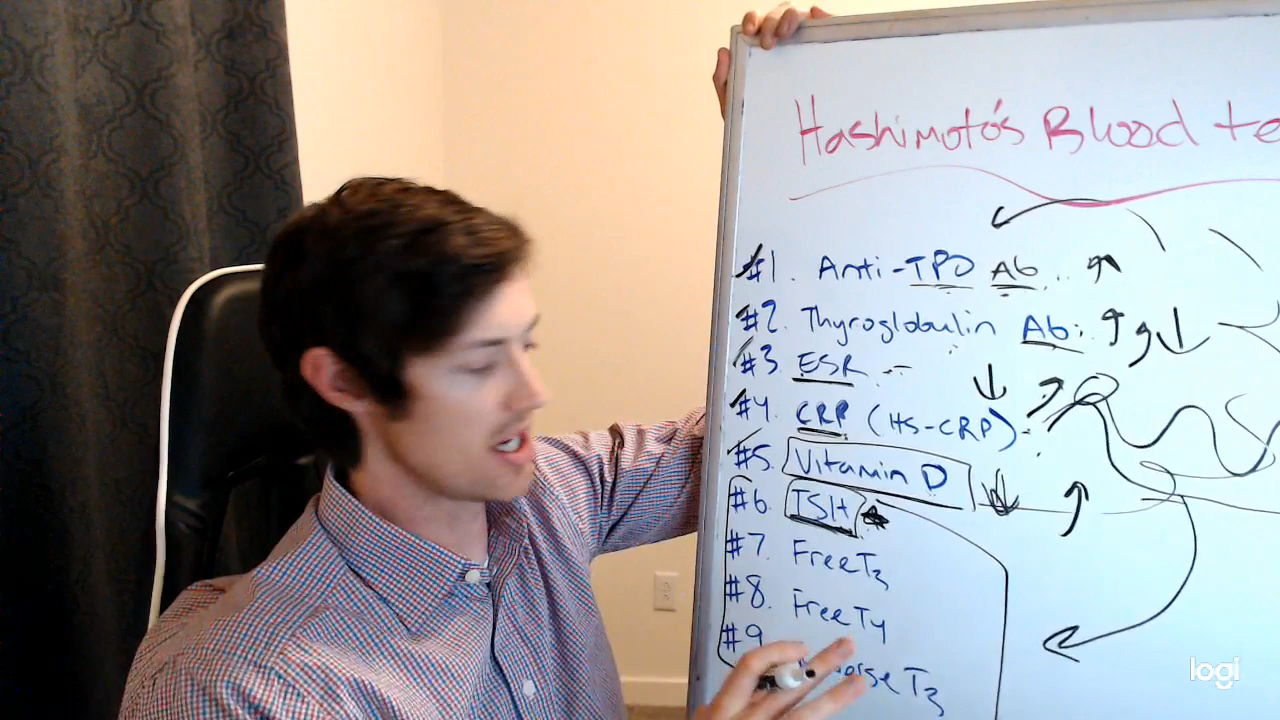 Hashimoto's Blood te
#1. Anti-TPO Ab
#2. Thyroglobulin Ab:
#3. ESR
#4. CRP (HS-CRP)
#5. Vitamin D
#6. TSH
#7. Free T3
#8. Free T4
#9 T3
logi